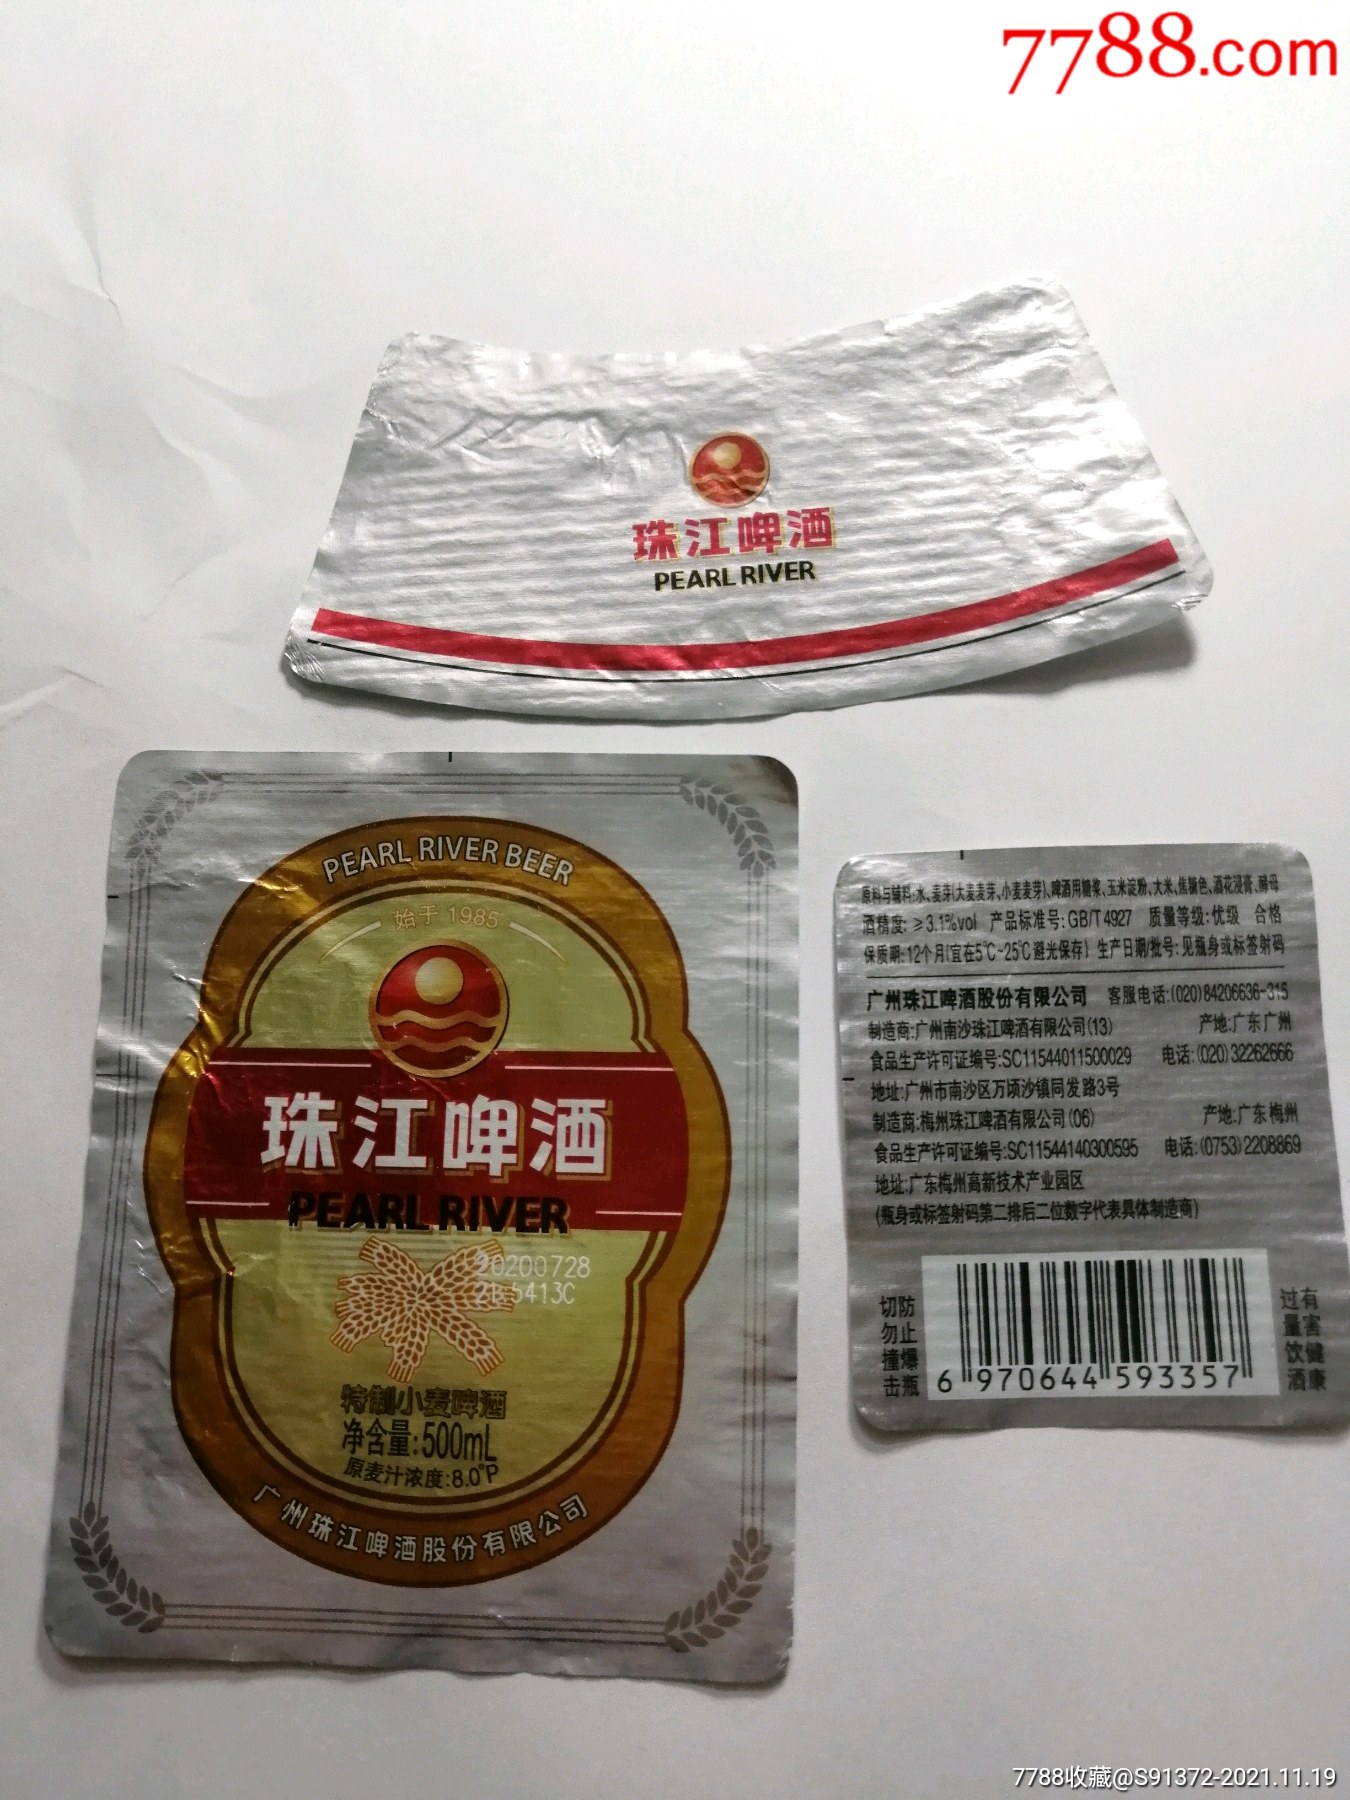 7788.com
珠江啤酒
PEARL RIVER
PEARL RIVER BEER
始于 1985
珠江啤酒
PEARL RIVER
20200728
5413C
特制小麦啤酒
净含量:500mL
原麦汁浓度:8.0°P
广州珠江啤酒股份有限公司
原料与辅料:水、麦芽(大麦麦芽、小麦麦芽)、啤酒用糖浆、玉米淀粉、大米、焦糖色、酒花浸膏、酵母
酒精度: ≥3.1%vol 产品标准号:GB/T 4927 质量等级:优级 合格
保质期:12个月(宜在5℃~25℃避光保存) 生产日期/批号:见瓶身或标签射码
广州珠江啤酒股份有限公司 客服电话:(020)84206636-315
制造商:广州南沙珠江啤酒有限公司(13) 产地:广东广州
食品生产许可证编号:SC11544011500029 电话:(020)32262666
地址:广州市南沙区万顷沙镇同发路3号
制造商:梅州珠江啤酒有限公司(06) 产地:广东梅州
食品生产许可证编号:SC11544140300595 电话:(0753)2208869
地址:广东梅州高新技术产业园区
(瓶身或标签射码第二排后二位数字代表具体制造商)
防止爆瓶
切勿撞击
6 970644 593357
有害健康
过量饮酒
7788收藏@S91372-2021.11.19